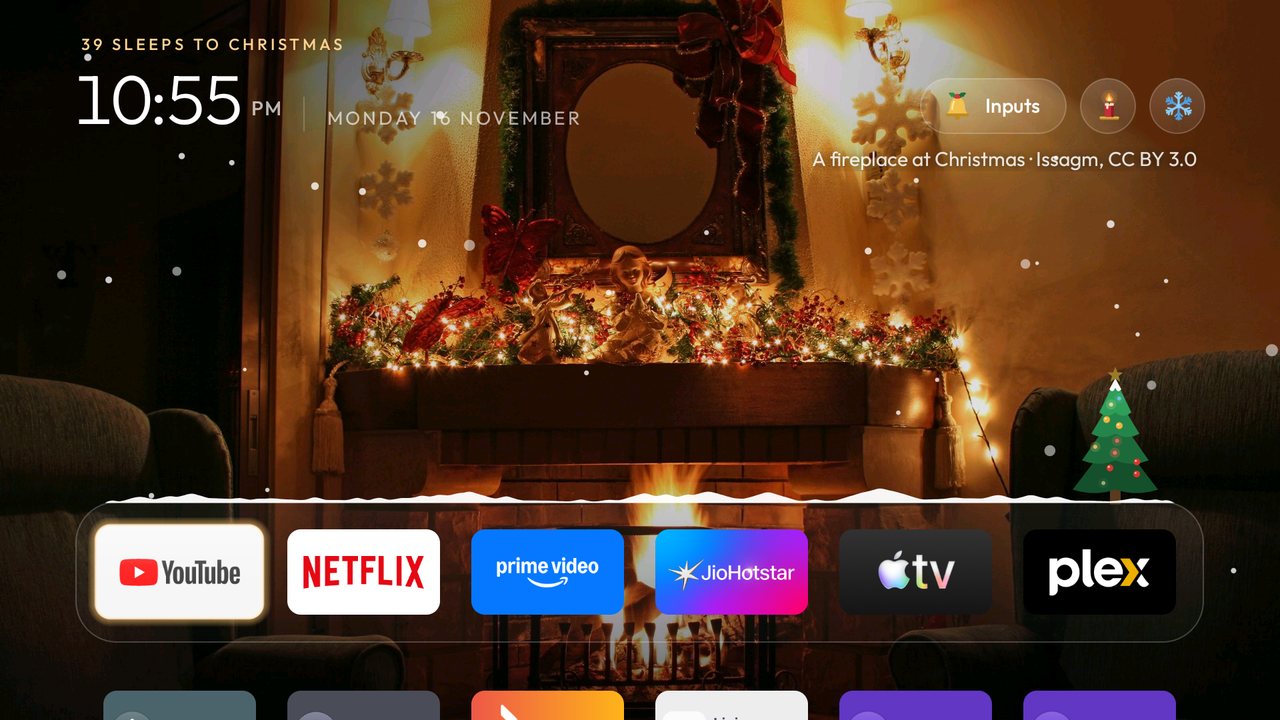 39 SLEEPS TO CHRISTMAS
10:55 PM
MONDAY 16 NOVEMBER
Inputs
A fireplace at Christmas · Issagm, CC BY 3.0
YouTube
NETFLIX
prime video
JioHotstar
tv
plex